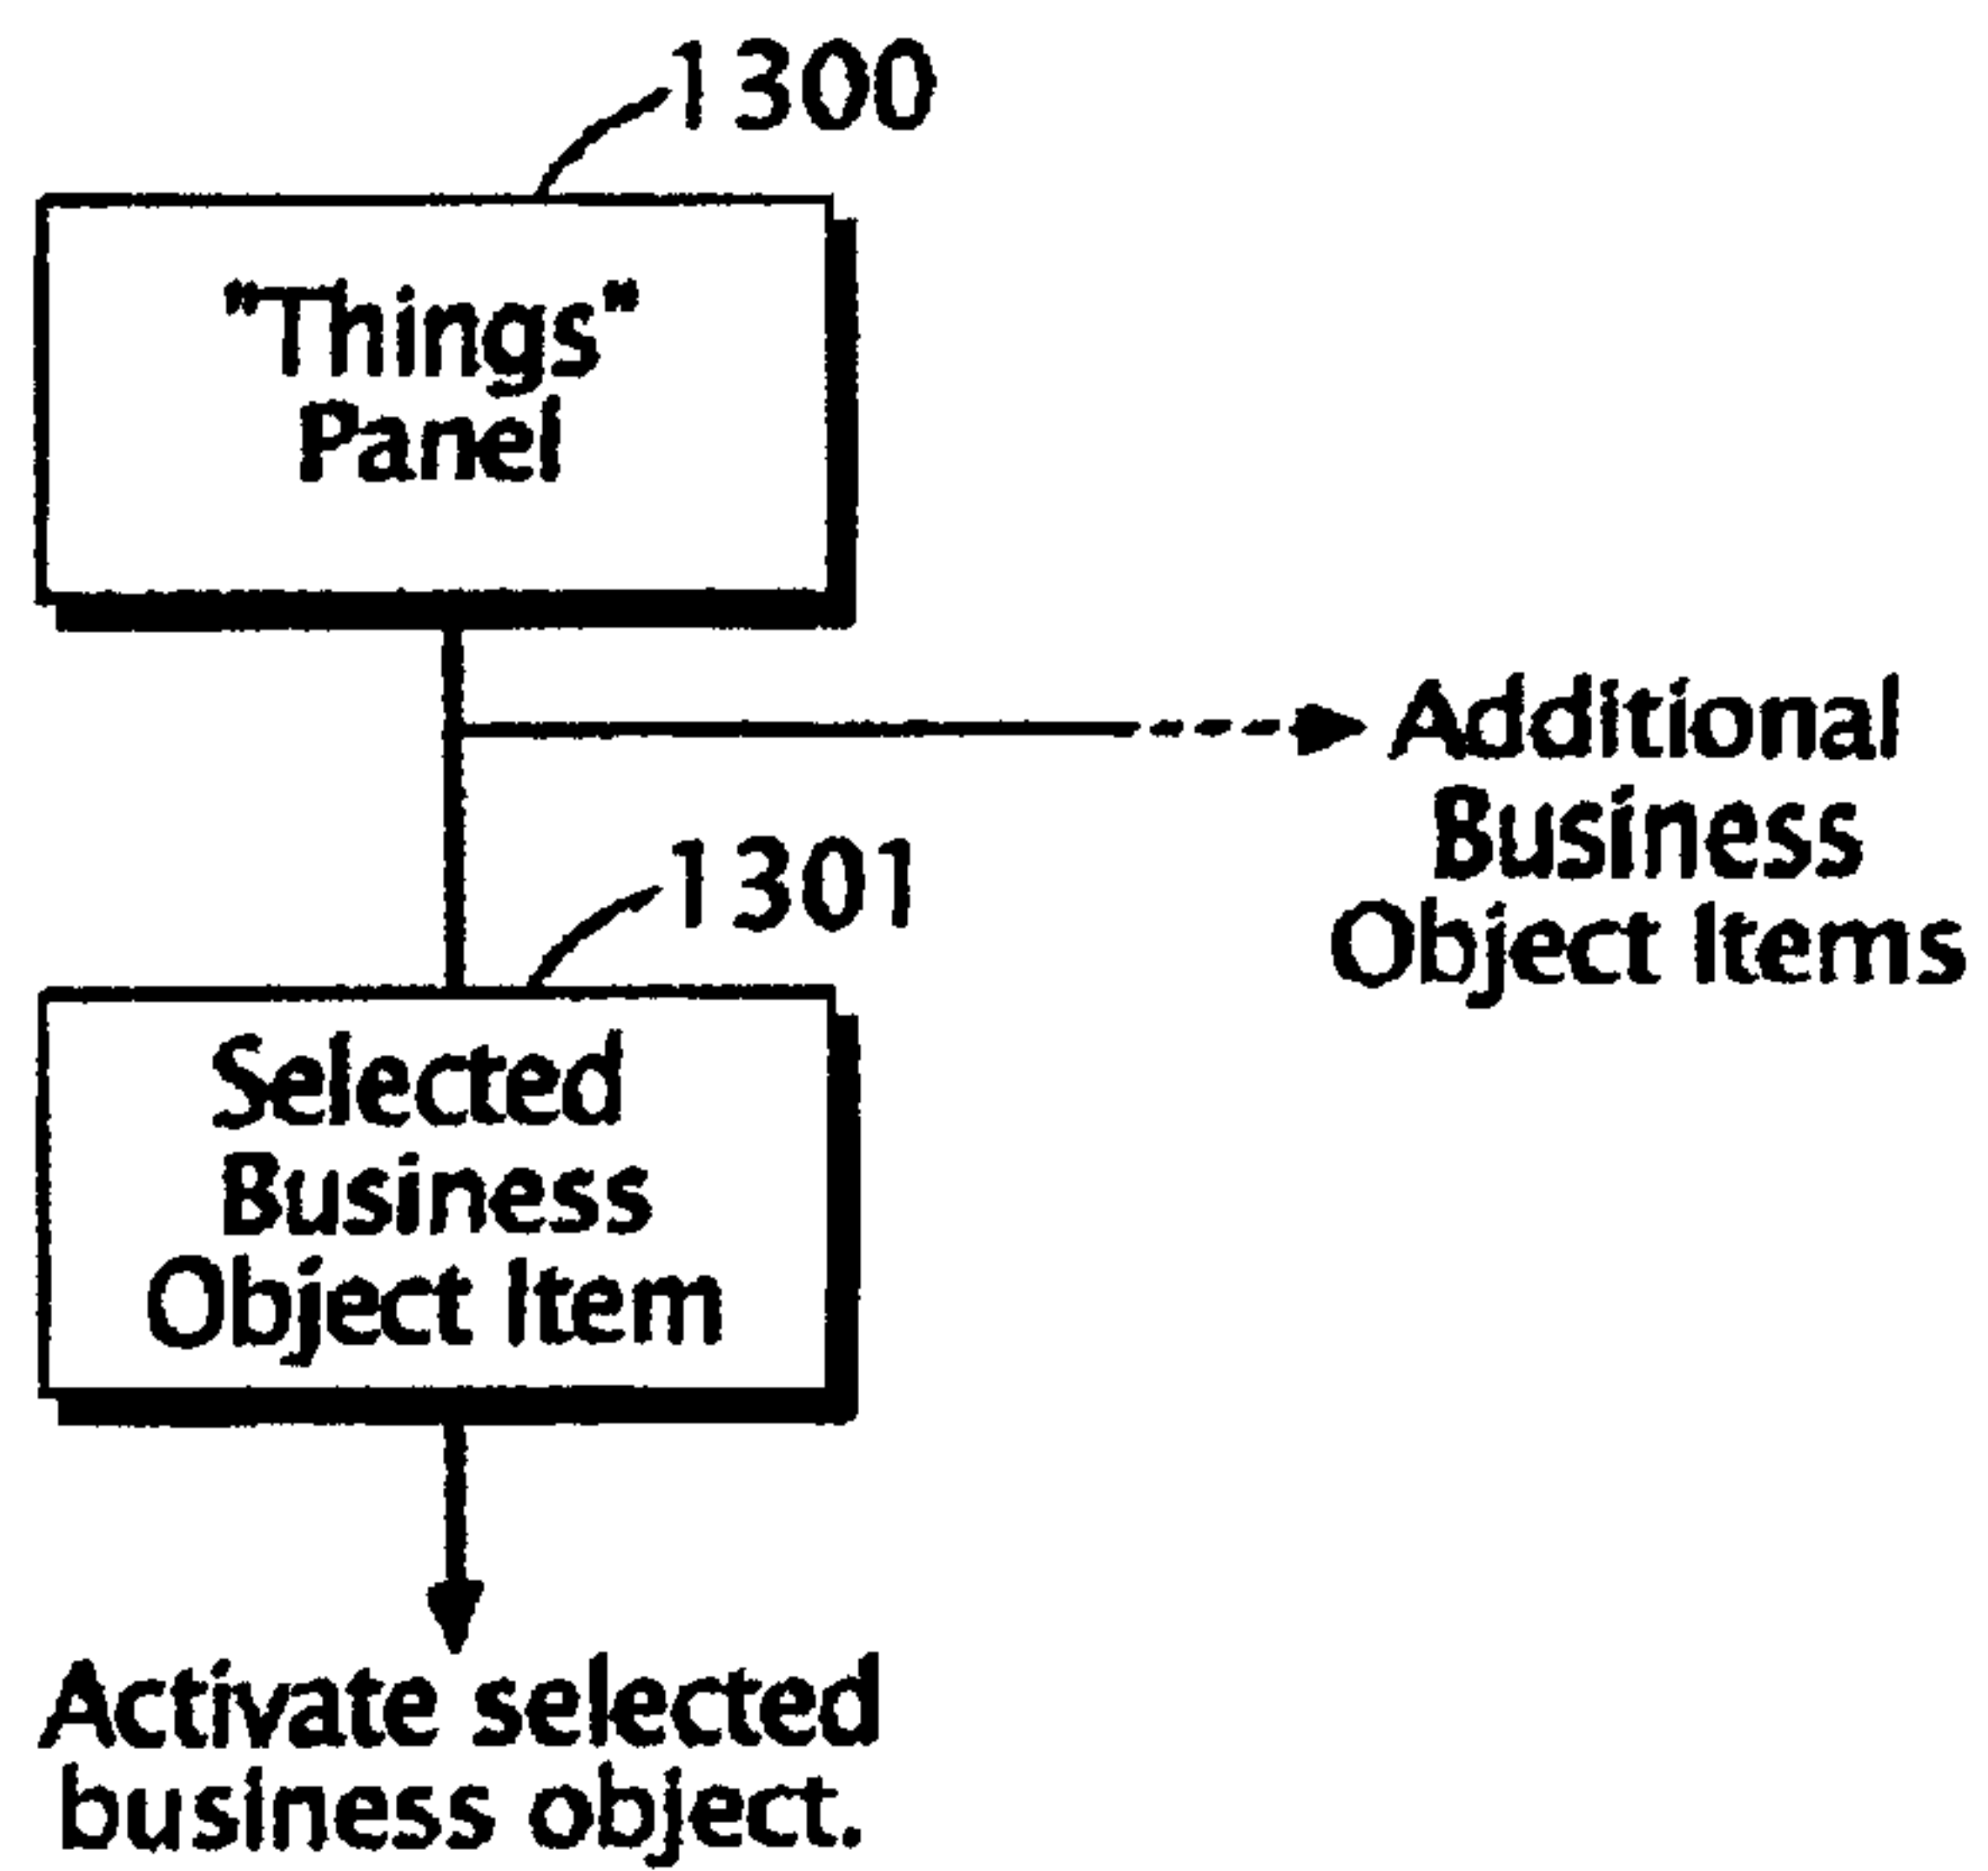 1300
"Things"
Panel
Additional
Business
Object Items
1301
Selected
Business
Object Item
Activate selected
business object.